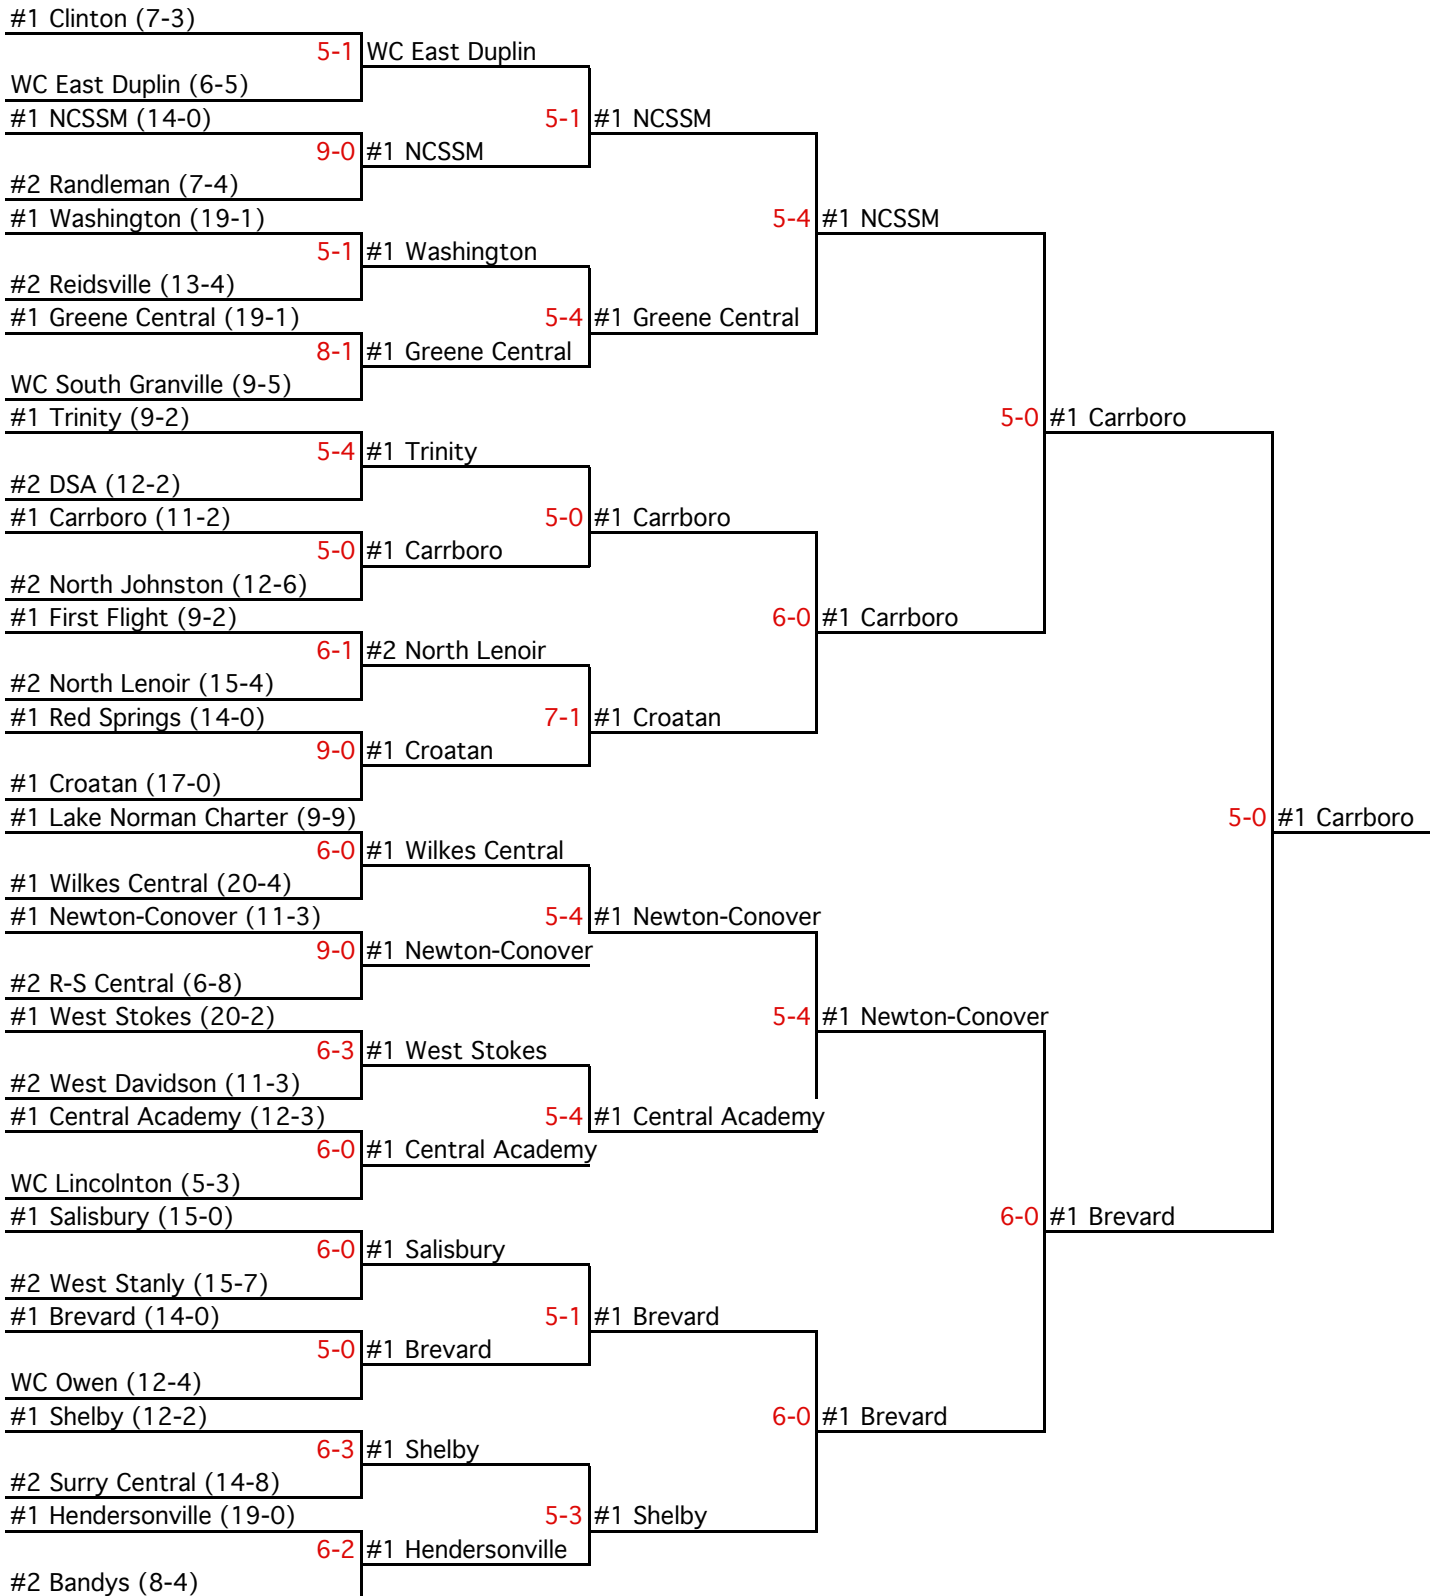 #1 Clinton (7-3)
5-1 WC East Duplin
WC East Duplin (6-5)
#1 NCSSM (14-0) 5-1 #1 NCSSM
9-0 #1 NCSSM
#2 Randleman (7-4)
#1 Washington (19-1) 5-4 #1 NCSSM
5-1 #1 Washington
#2 Reidsville (13-4)
#1 Greene Central (19-1) 5-4 #1 Greene Central
8-1 #1 Greene Central
WC South Granville (9-5)
#1 Trinity (9-2) 5-0 #1 Carrboro
5-4 #1 Trinity
#2 DSA (12-2)
#1 Carrboro (11-2) 5-0 #1 Carrboro
5-0 #1 Carrboro
#2 North Johnston (12-6)
#1 First Flight (9-2) 6-0 #1 Carrboro
6-1 #2 North Lenoir
#2 North Lenoir (15-4)
#1 Red Springs (14-0) 7-1 #1 Croatan
9-0 #1 Croatan
#1 Croatan (17-0)
#1 Lake Norman Charter (9-9) 5-0 #1 Carrboro
6-0 #1 Wilkes Central
#1 Wilkes Central (20-4)
#1 Newton-Conover (11-3) 5-4 #1 Newton-Conover
9-0 #1 Newton-Conover
#2 R-S Central (6-8)
#1 West Stokes (20-2) 5-4 #1 Newton-Conover
6-3 #1 West Stokes
#2 West Davidson (11-3)
#1 Central Academy (12-3) 5-4 #1 Central Academy
6-0 #1 Central Academy
WC Lincolnton (5-3)
#1 Salisbury (15-0) 6-0 #1 Brevard
6-0 #1 Salisbury
#2 West Stanly (15-7)
#1 Brevard (14-0) 5-1 #1 Brevard
5-0 #1 Brevard
WC Owen (12-4)
#1 Shelby (12-2) 6-0 #1 Brevard
6-3 #1 Shelby
#2 Surry Central (14-8)
#1 Hendersonville (19-0) 5-3 #1 Shelby
6-2 #1 Hendersonville
#2 Bandys (8-4)